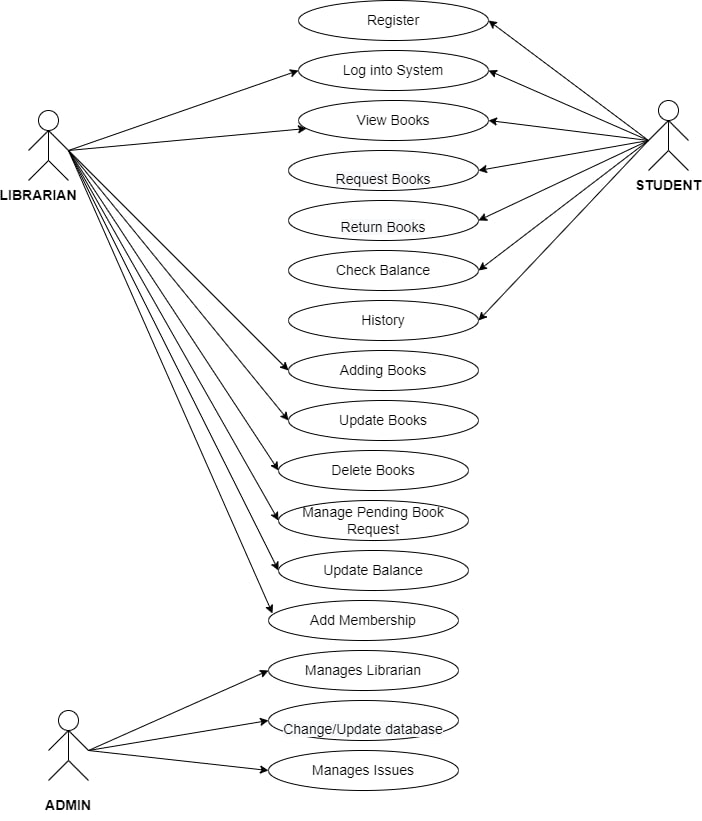 Register
Log into System
View Books
LIBRARIAN
Request Books
STUDENT
Return Books
Check Balance
History
Adding Books
Update Books
Delete Books
Manage Pending Book
Request
Update Balance
Add Membership
Manages Librarian
Change/Update database
Manages Issues
ADMIN